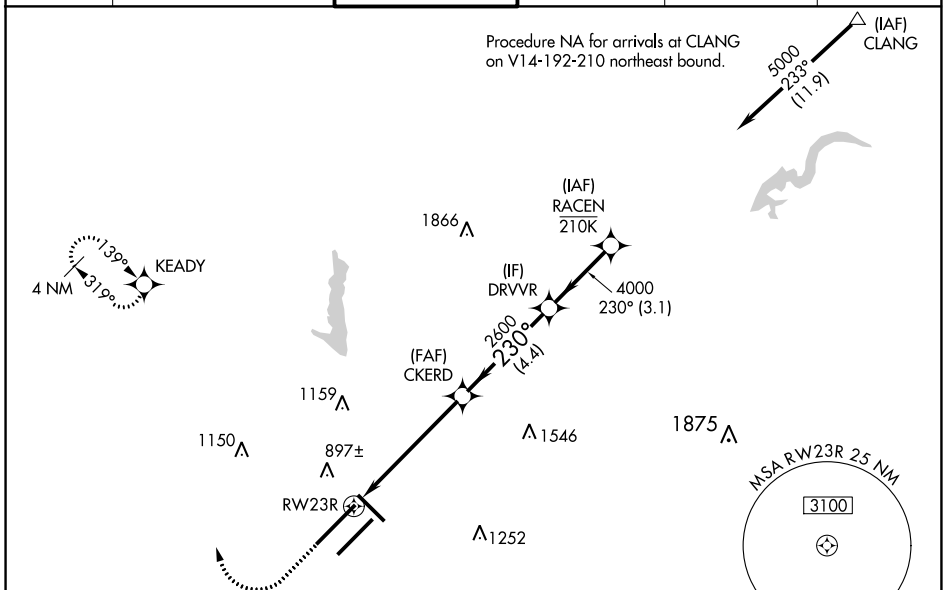 Procedure NA for arrivals at CLANG
on V14-192-210 northeast bound.
(IAF)
CLANG
5000
233°
(11.9)
(IAF)
RACEN
210K
1866
139°
KEADY
4 NM
319°
(IF)
DRVVR
4000
230° (3.1)
2600
230°
(4.4)
(FAF)
CKERD
1159
1150
897±
1546
1875
RW23R
1252
MSA RW23R 25 NM
3100